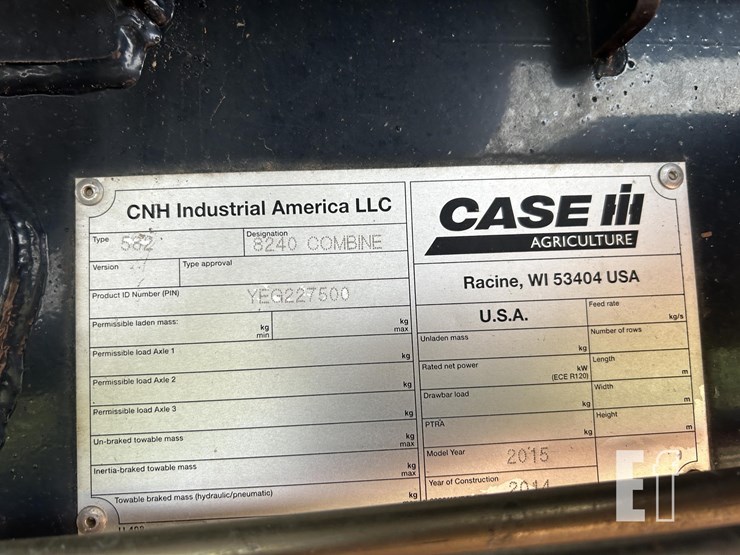 CNH Industrial America LLC
Type 582 Designation 8240 COMBINE
Version Type approval
Product ID Number (PIN) YEG227500
Permissible laden mass: kg min kg max
Permissible load Axle 1 kg
Permissible load Axle 2 kg
Permissible load Axle 3 kg
Un-braked towable mass kg max
Inertia-braked towable mass kg max
Towable braked mass (hydraulic/pneumatic) kg
CASE IH
AGRICULTURE
Racine, WI 53404 USA
U.S.A. Feed rate kg/s
Unladen mass kg Number of rows
Rated net power kW (ECE R120) Length m
Drawbar load kg Width m
PTRA kg Height m
Model Year 2015
Year of Construction 2014